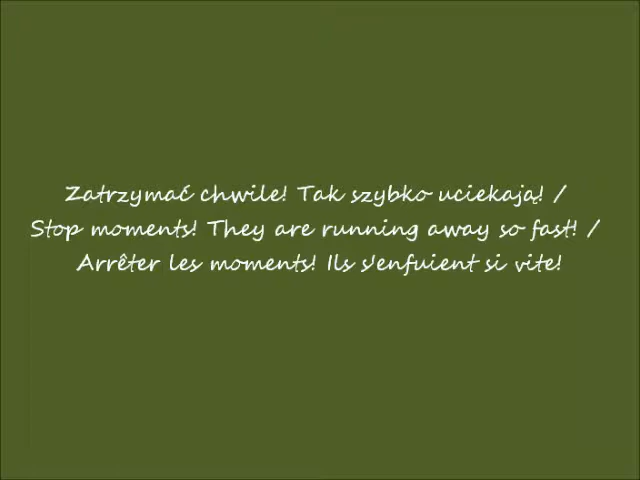 Zatrzymać chwile! Tak szybko uciekają! /
Stop moments! They are running away so fast! /
Arrêter les moments! Ils s'enfuient si vite!